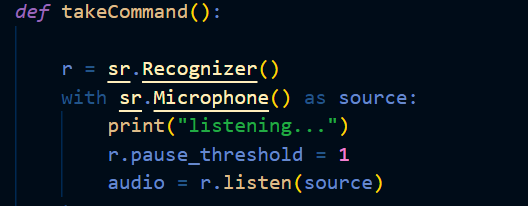 def takeCommand():
    r = sr.Recognizer()
    with sr.Microphone() as source:
        print("listening...")
        r.pause_threshold = 1
        audio = r.listen(source)